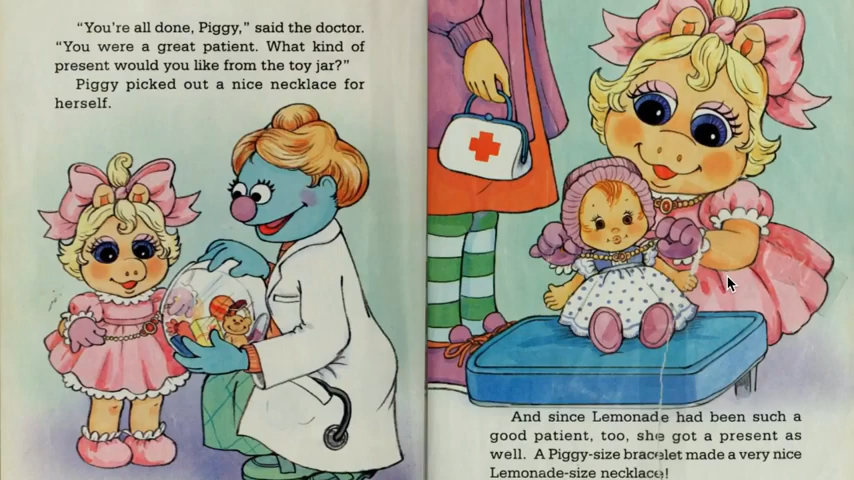 “You’re all done, Piggy,” said the doctor.
“You were a great patient. What kind of
present would you like from the toy jar?”
Piggy picked out a nice necklace for
herself.
And since Lemonade had been such a
good patient, too, she got a present as
well. A Piggy-size bracelet made a very nice
Lemonade-size necklace!